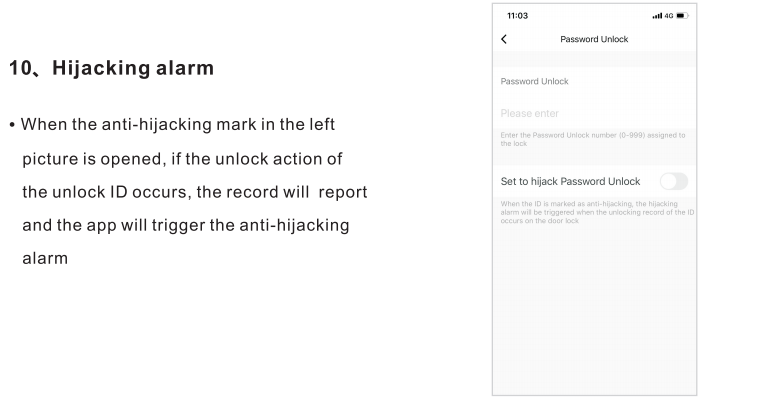 10、Hijacking alarm
• When the anti-hijacking mark in the left
picture is opened, if the unlock action of
the unlock ID occurs, the record will report
and the app will trigger the anti-hijacking
alarm
11:03
4G
Password Unlock
Password Unlock
Please enter
Enter the Password Unlock number (0-999) assigned to
the lock
Set to hijack Password Unlock
When the ID is marked as anti-hijacking, the hijacking
alarm will be triggered when the unlocking record of the ID
occurs on the door lock